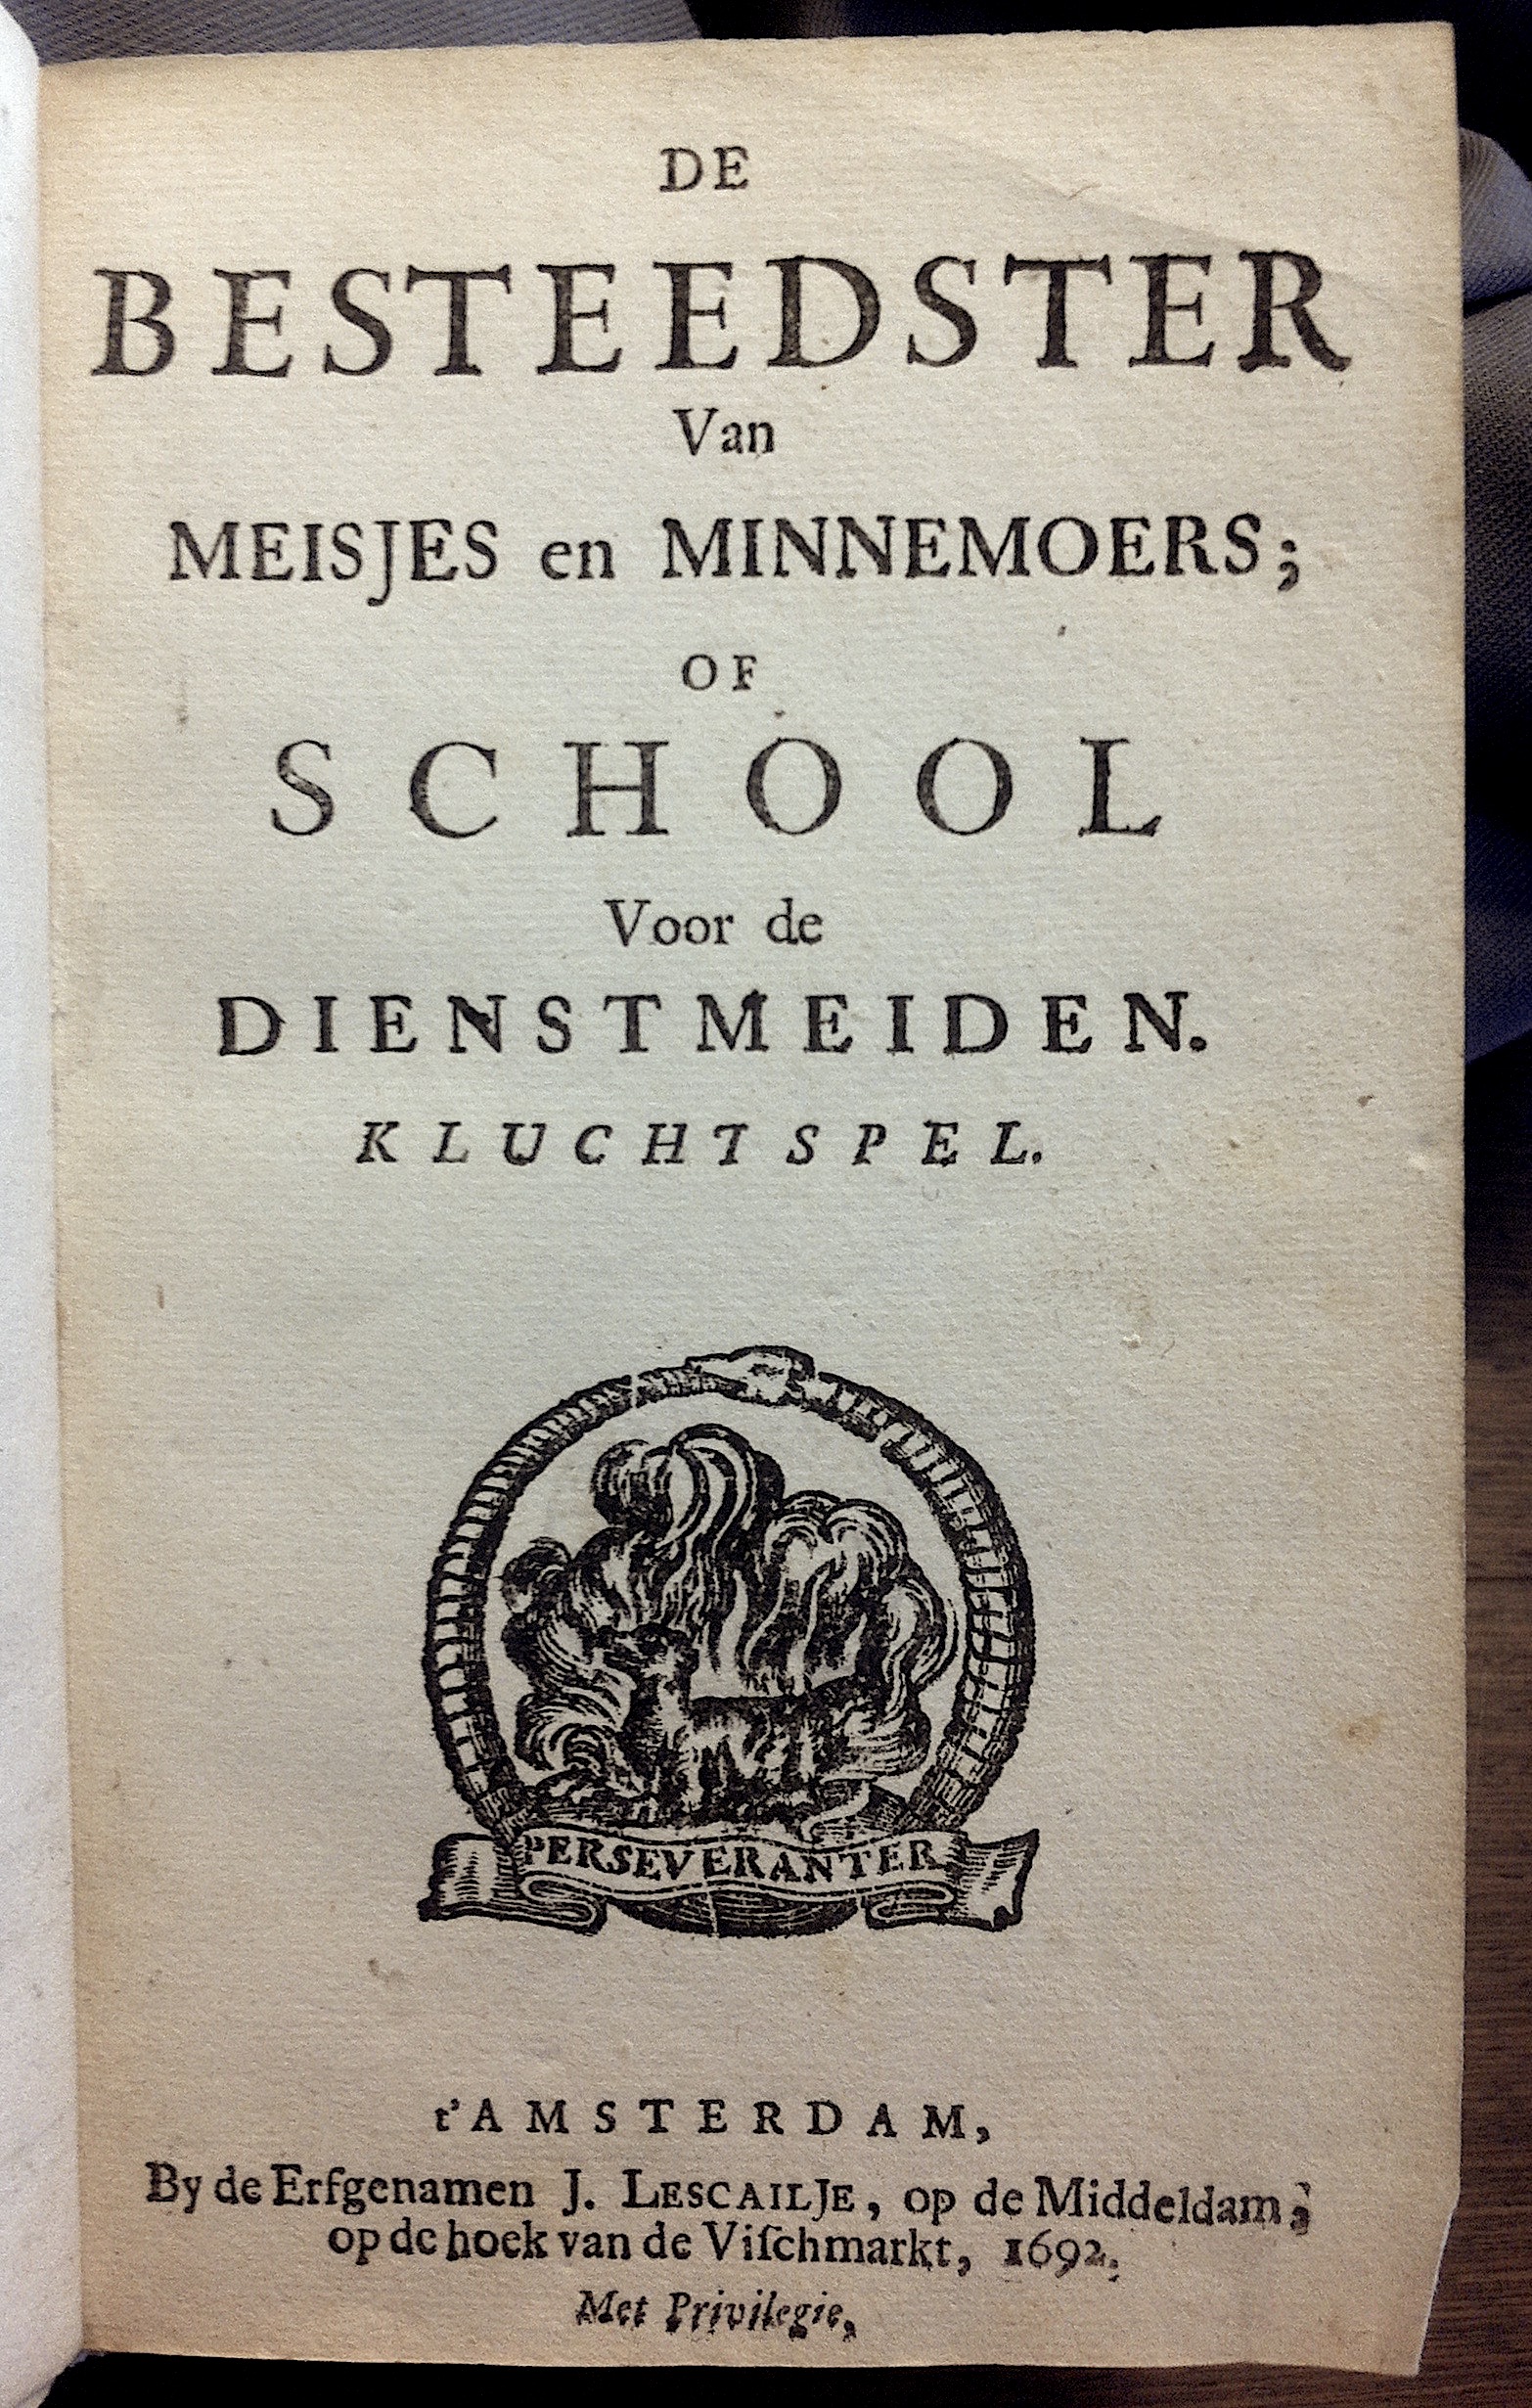 DE
BESTEEDSTER
Van
MEISJES en MINNEMOERS;
OF
SCHOOL
Voor de
DIENSTMEIDEN.
KLUCHTSPEL.
PERSEVERANTER
t'AMSTERDAM,
By de Erfgenamen J. LESCAILJE, op de Middeldam,
op de hoek van de Viſchmarkt, 1692.
Met Privilegie,